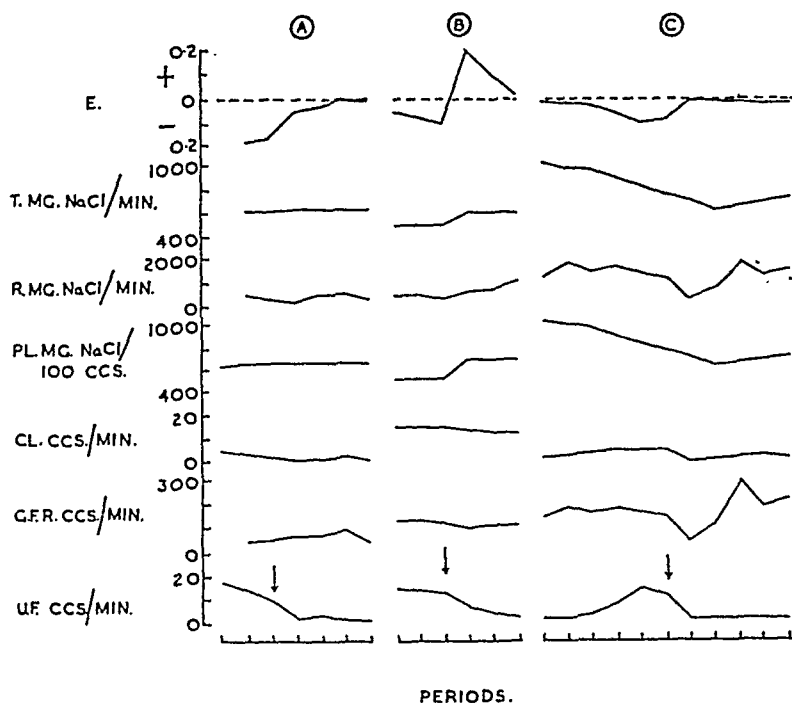 A B C
0·2
+
E. 0
−
0·2
1000
T. MG. NaCl/MIN.
400
2000
R. MG. NaCl/MIN.
0
1000
PL. MG. NaCl/
100 CCS.
400
20
CL. CCS./MIN.
0
300
G.F.R. CCS./MIN.
0
20
U.F. CCS/MIN.
0
PERIODS.